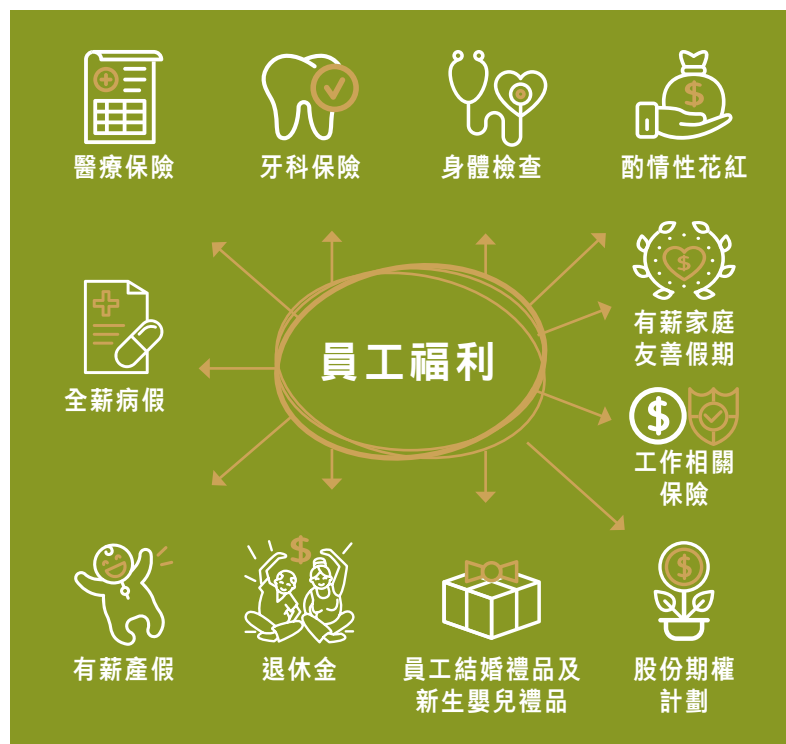 醫療保險
牙科保險
身體檢查
酌情性花紅
有薪家庭
友善假期
員工福利
全薪病假
工作相關
保險
有薪產假
退休金
員工結婚禮品及
新生嬰兒禮品
股份期權
計劃